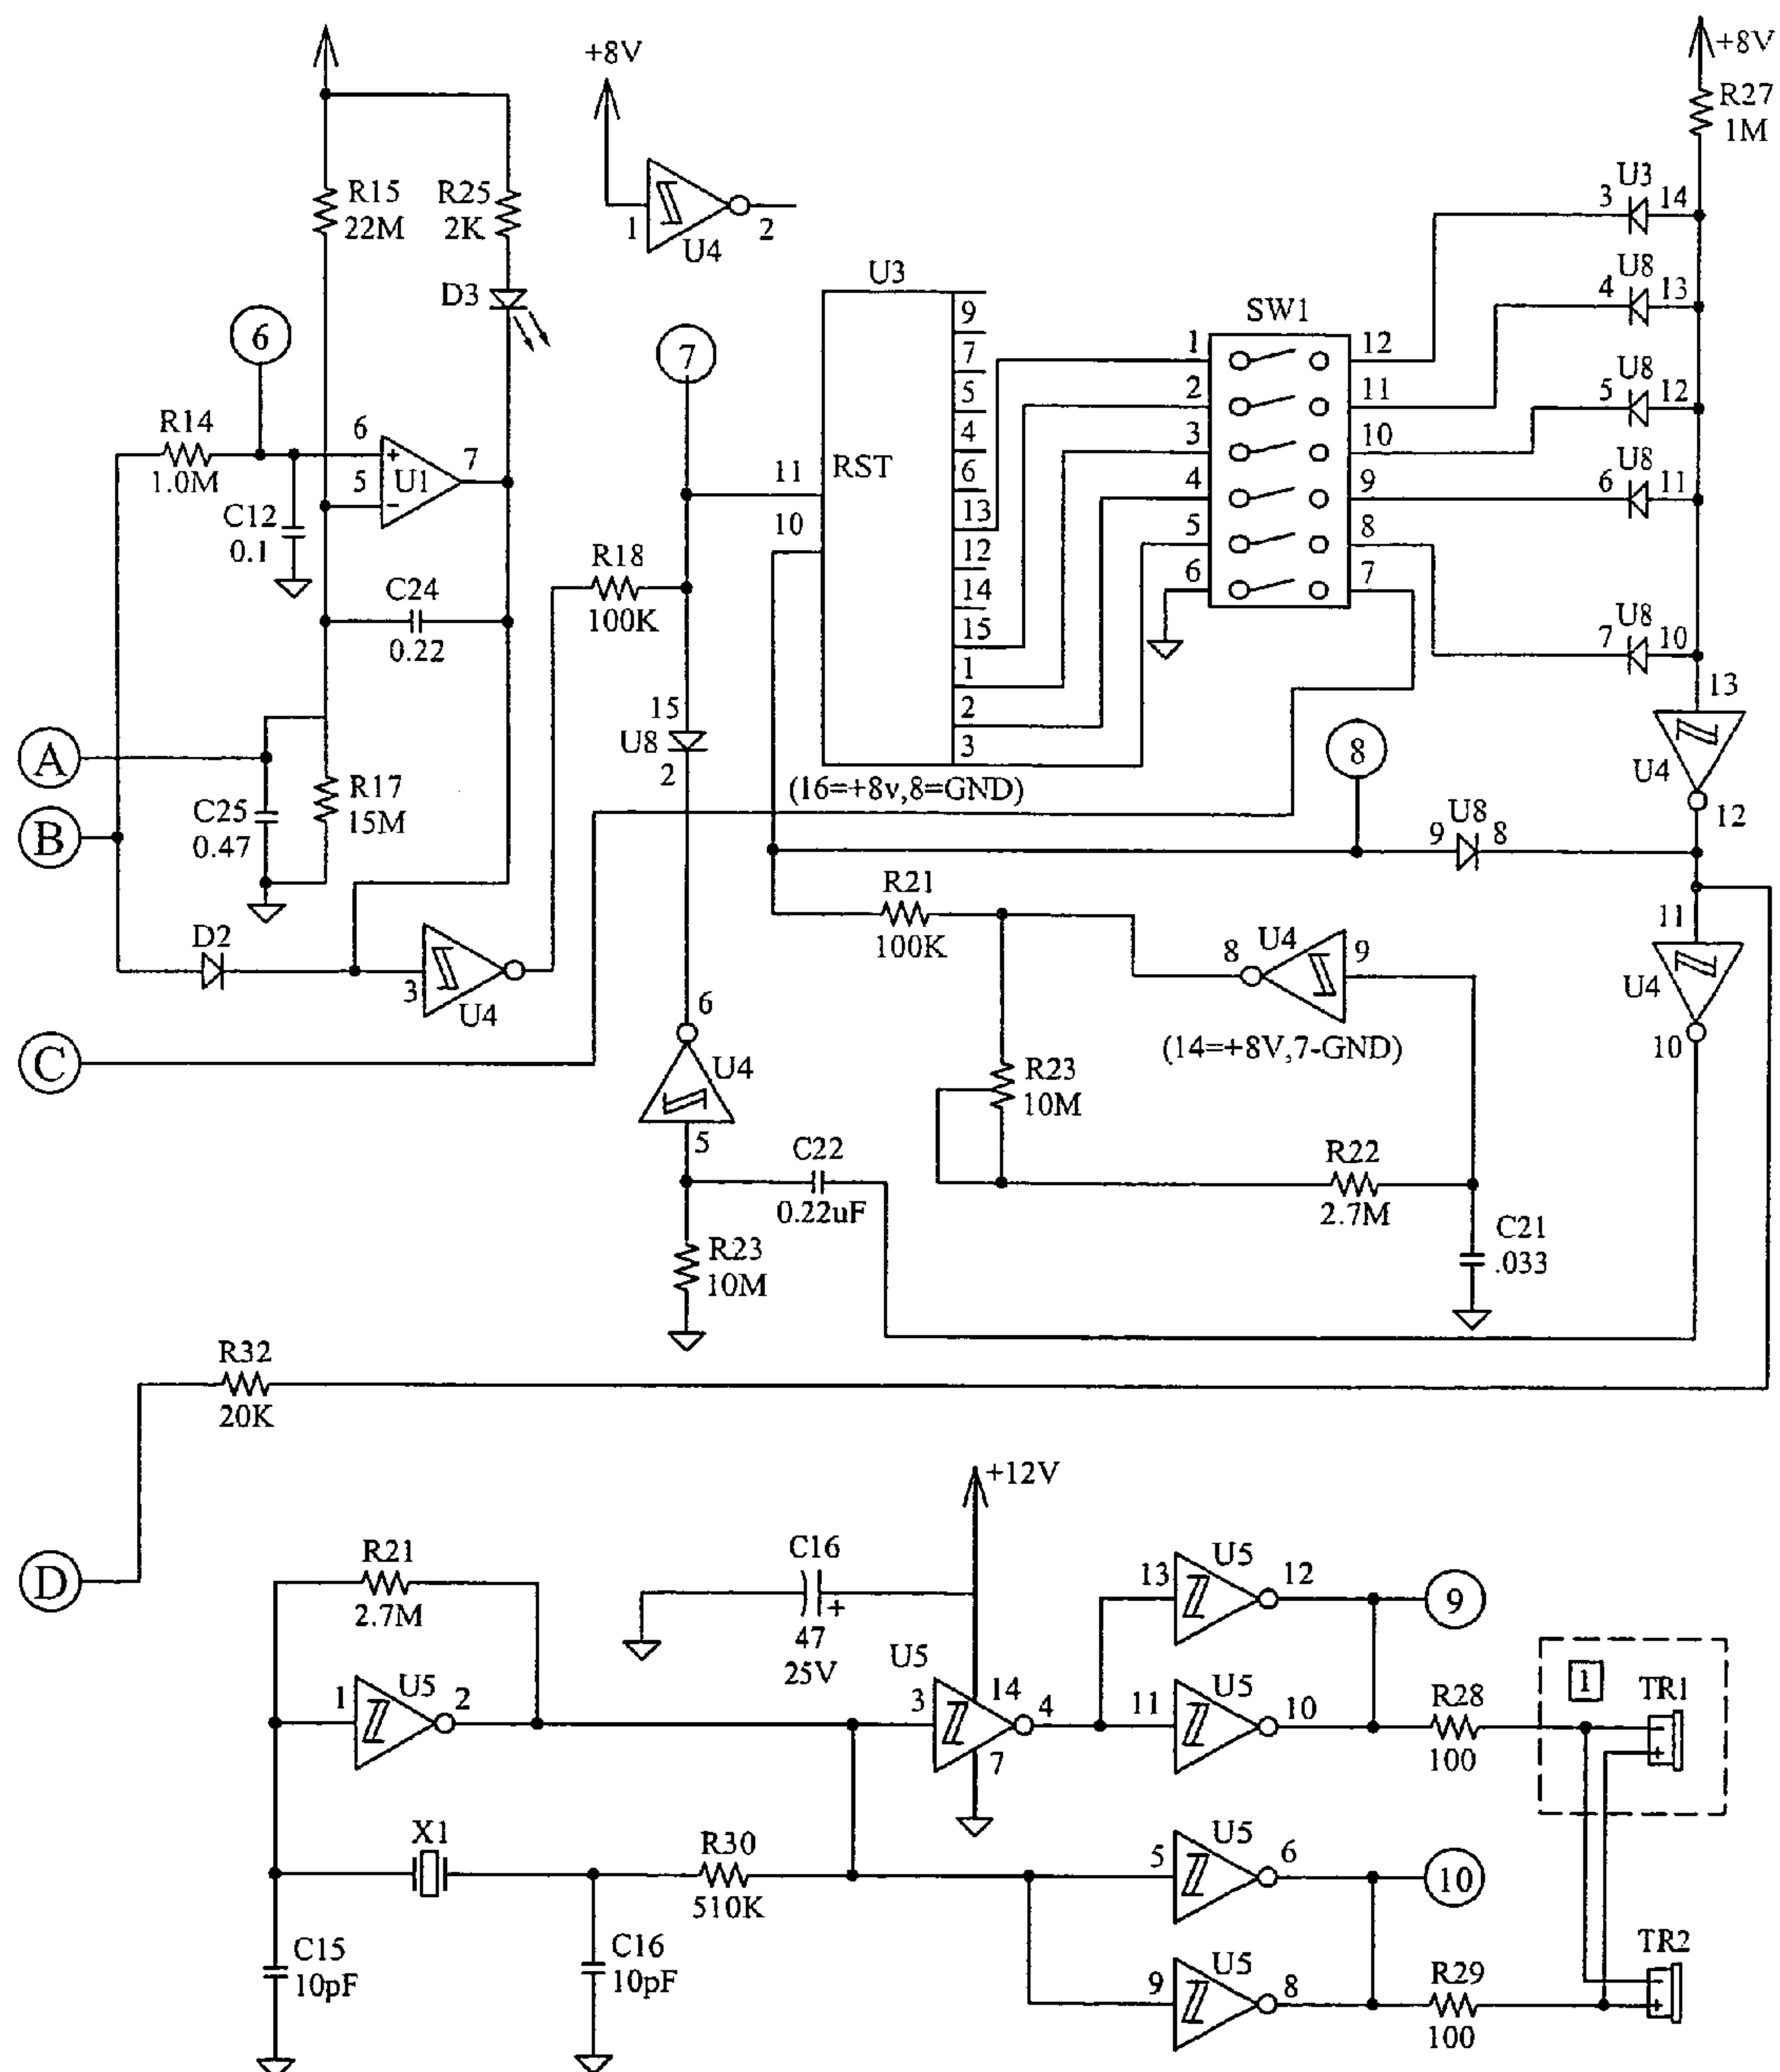 +8V
+8V
R27
1M
R15
22M
R25
2K
1
2
U4
U3
3
14
D3
U3
9
7
5
4
6
13
12
14
15
1
2
3
RST
11
10
(16=+8v,8=GND)
SW1
1
2
3
4
5
6
12
11
10
9
8
7
U8
4
13
U8
5
12
U8
6
11
U8
7
10
6
7
R14
1.0M
6
5
7
+
−
U1
C12
0.1
R18
100K
C24
0.22
13
U4
12
15
U8
2
8
A
B
C25
0.47
R17
15M
9
U8
8
R21
100K
11
U4
10
D2
3
U4
8
U4
9
(14=+8V,7-GND)
C
6
U4
5
R23
10M
C22
0.22uF
R22
2.7M
C21
.033
R23
10M
R32
20K
D
+12V
R21
2.7M
C16
+
47
25V
1
U5
2
U5
3
14
4
7
13
U5
12
9
11
U5
10
R28
100
1
TR1
−
+
X1
R30
510K
5
U5
6
10
C15
10pF
C16
10pF
9
U5
8
R29
100
TR2
−
+